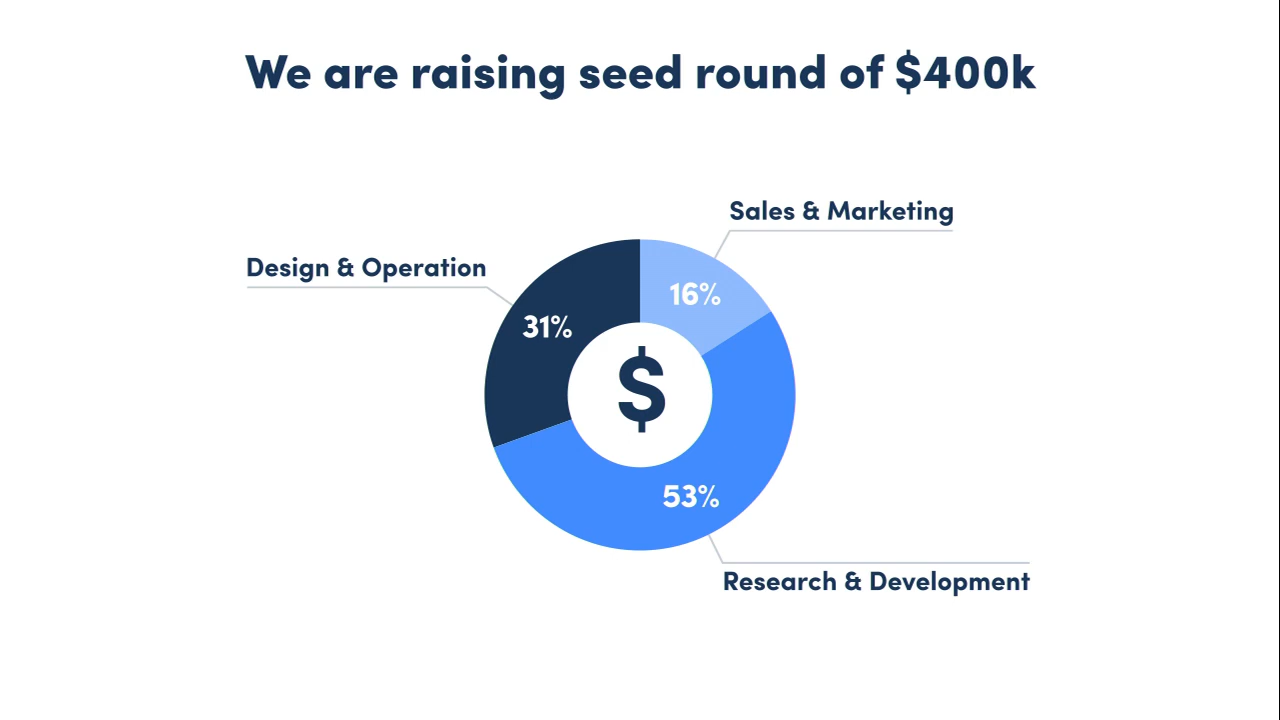 We are raising seed round of $400k
Sales & Marketing
Design & Operation
16%
31%
$
53%
Research & Development